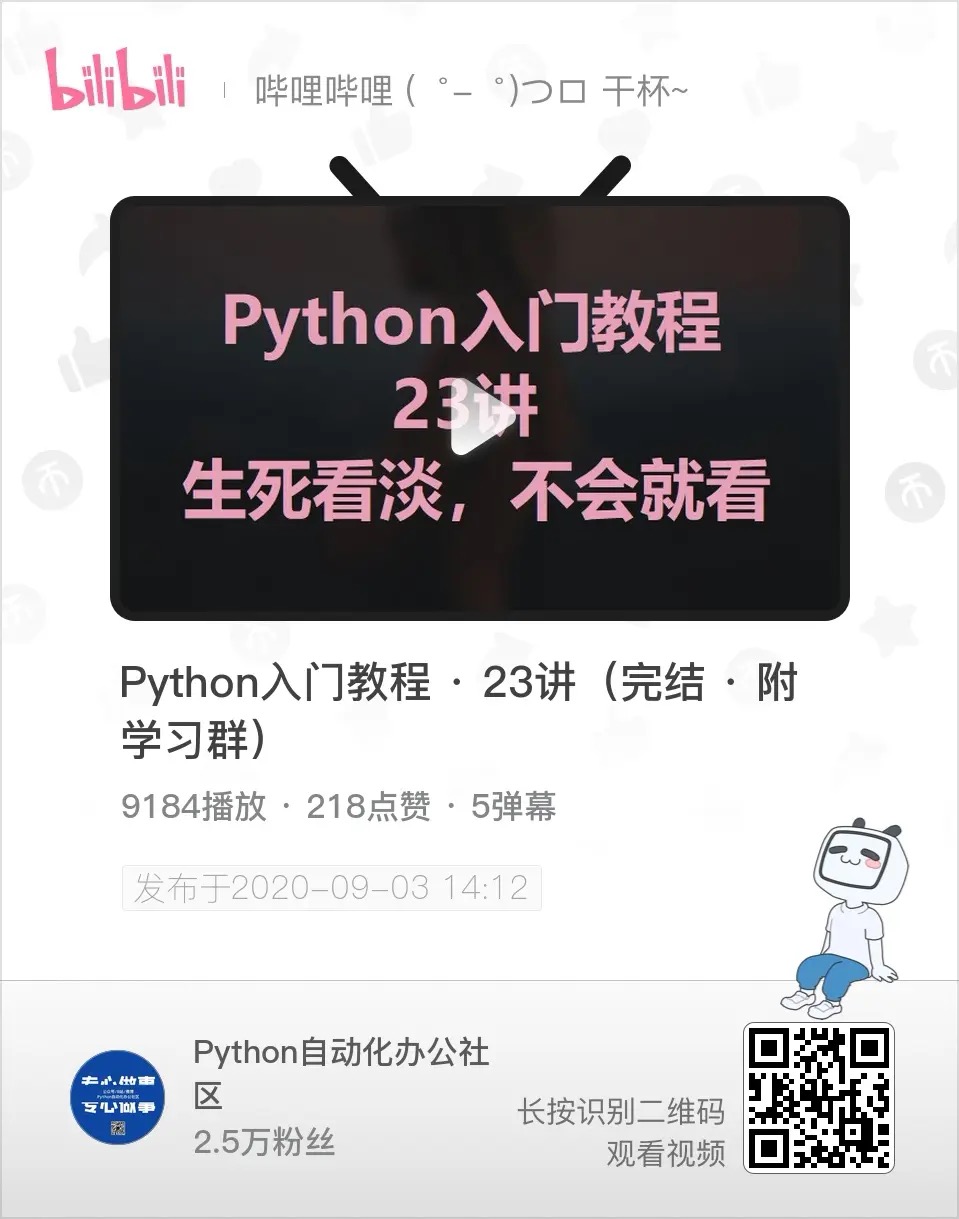 bilibili
哔哩哔哩 ( ゜- ゜)つロ 干杯~
Python入门教程
23讲
生死看淡，不会就看
Python入门教程 · 23讲（完结 · 附
学习群）
9184播放 · 218点赞 · 5弹幕
发布于2020-09-03 14:12
Python自动化办公社
区
2.5万粉丝
长按识别二维码
观看视频
专心做事